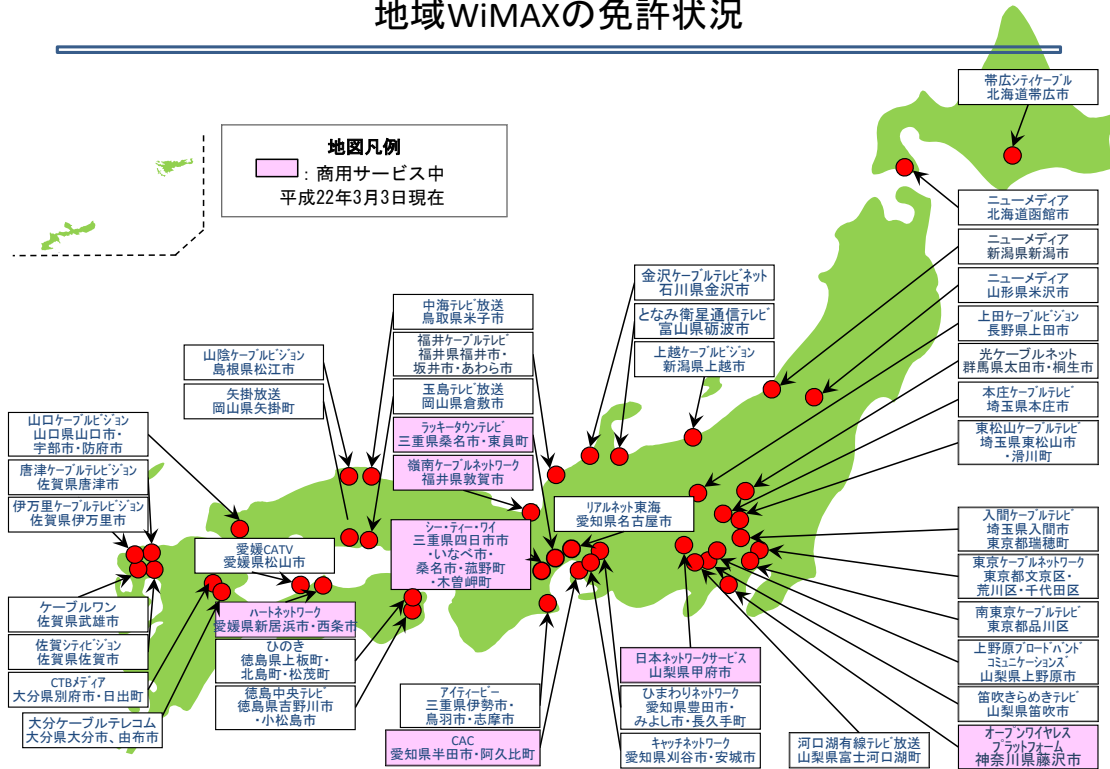 地域WiMAXの免許状況
地図凡例
：商用サービス中
平成22年3月3日現在
帯広シティケーブル
北海道帯広市
ニューメディア
北海道函館市
ニューメディア
新潟県新潟市
ニューメディア
山形県米沢市
上田ケーブルビジョン
長野県上田市
光ケーブルネット
群馬県太田市・桐生市
本庄ケーブルテレビ
埼玉県本庄市
東松山ケーブルテレビ
埼玉県東松山市
・滑川町
入間ケーブルテレビ
埼玉県入間市
東京都瑞穂町
東京ケーブルネットワーク
東京都文京区・
荒川区・千代田区
南東京ケーブルテレビ
東京都品川区
上野原ブロードバンド
コミュニケーションズ
山梨県上野原市
笛吹きらめきテレビ
山梨県笛吹市
オープンワイヤレス
プラットフォーム
神奈川県藤沢市
金沢ケーブルテレビネット
石川県金沢市
となみ衛星通信テレビ
富山県砺波市
上越ケーブルビジョン
新潟県上越市
中海テレビ放送
鳥取県米子市
福井ケーブルテレビ
福井県福井市・
坂井市・あわら市
玉島テレビ放送
岡山県倉敷市
ラッキータウンテレビ
三重県桑名市・東員町
嶺南ケーブルネットワーク
福井県敦賀市
山陰ケーブルビジョン
島根県松江市
矢掛放送
岡山県矢掛町
山口ケーブルビジョン
山口県山口市・
宇部市・防府市
唐津ケーブルテレビジョン
佐賀県唐津市
伊万里ケーブルテレビジョン
佐賀県伊万里市
リアルネット東海
愛知県名古屋市
シー・ティー・ワイ
三重県四日市市
・いなべ市・
桑名市・菰野町
・木曽岬町
愛媛CATV
愛媛県松山市
ハートネットワーク
愛媛県新居浜市・西条市
ひのき
徳島県上板町・
北島町・松茂町
徳島中央テレビ
徳島県吉野川市
・小松島市
ケーブルワン
佐賀県武雄市
佐賀シティビジョン
佐賀県佐賀市
CTBメディア
大分県別府市・日出町
大分ケーブルテレコム
大分県大分市、由布市
アイティービー
三重県伊勢市・
鳥羽市・志摩市
CAC
愛知県半田市・阿久比町
日本ネットワークサービス
山梨県甲府市
ひまわりネットワーク
愛知県豊田市・
みよし市・長久手町
キャッチネットワーク
愛知県刈谷市・安城市
河口湖有線テレビ放送
山梨県富士河口湖町